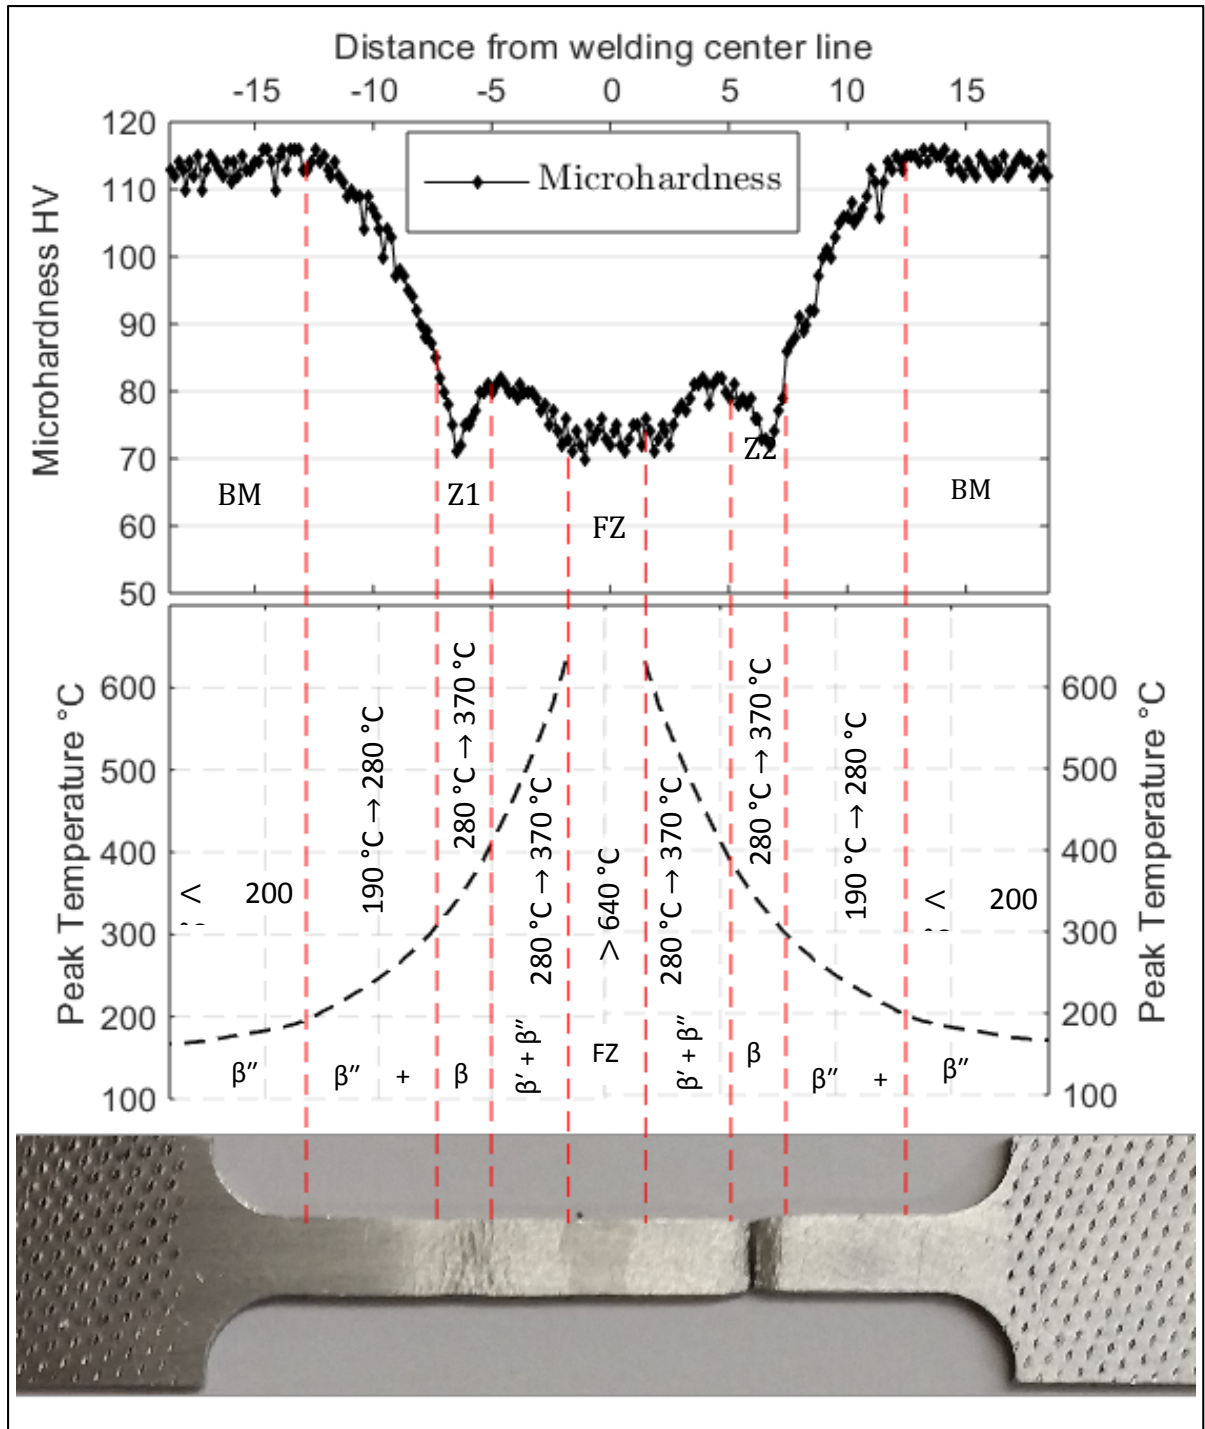 Distance from welding center line
-15 -10 -5 0 5 10 15
Microhardness HV
120
110
100
90
80
70
60
50
Microhardness
BM
Z1
FZ
Z2
BM
Peak Temperature °C
600
500
400
300
200
100
< 200
190 °C → 280 °C
280 °C → 370 °C
280 °C → 370 °C
> 640 °C
280 °C → 370 °C
280 °C → 370 °C
190 °C → 280 °C
< 200
β″
β″ +
β
β′ + β″
FZ
β′ + β″
β
β″ +
β″
600
500
400
300
200
100
Peak Temperature °C